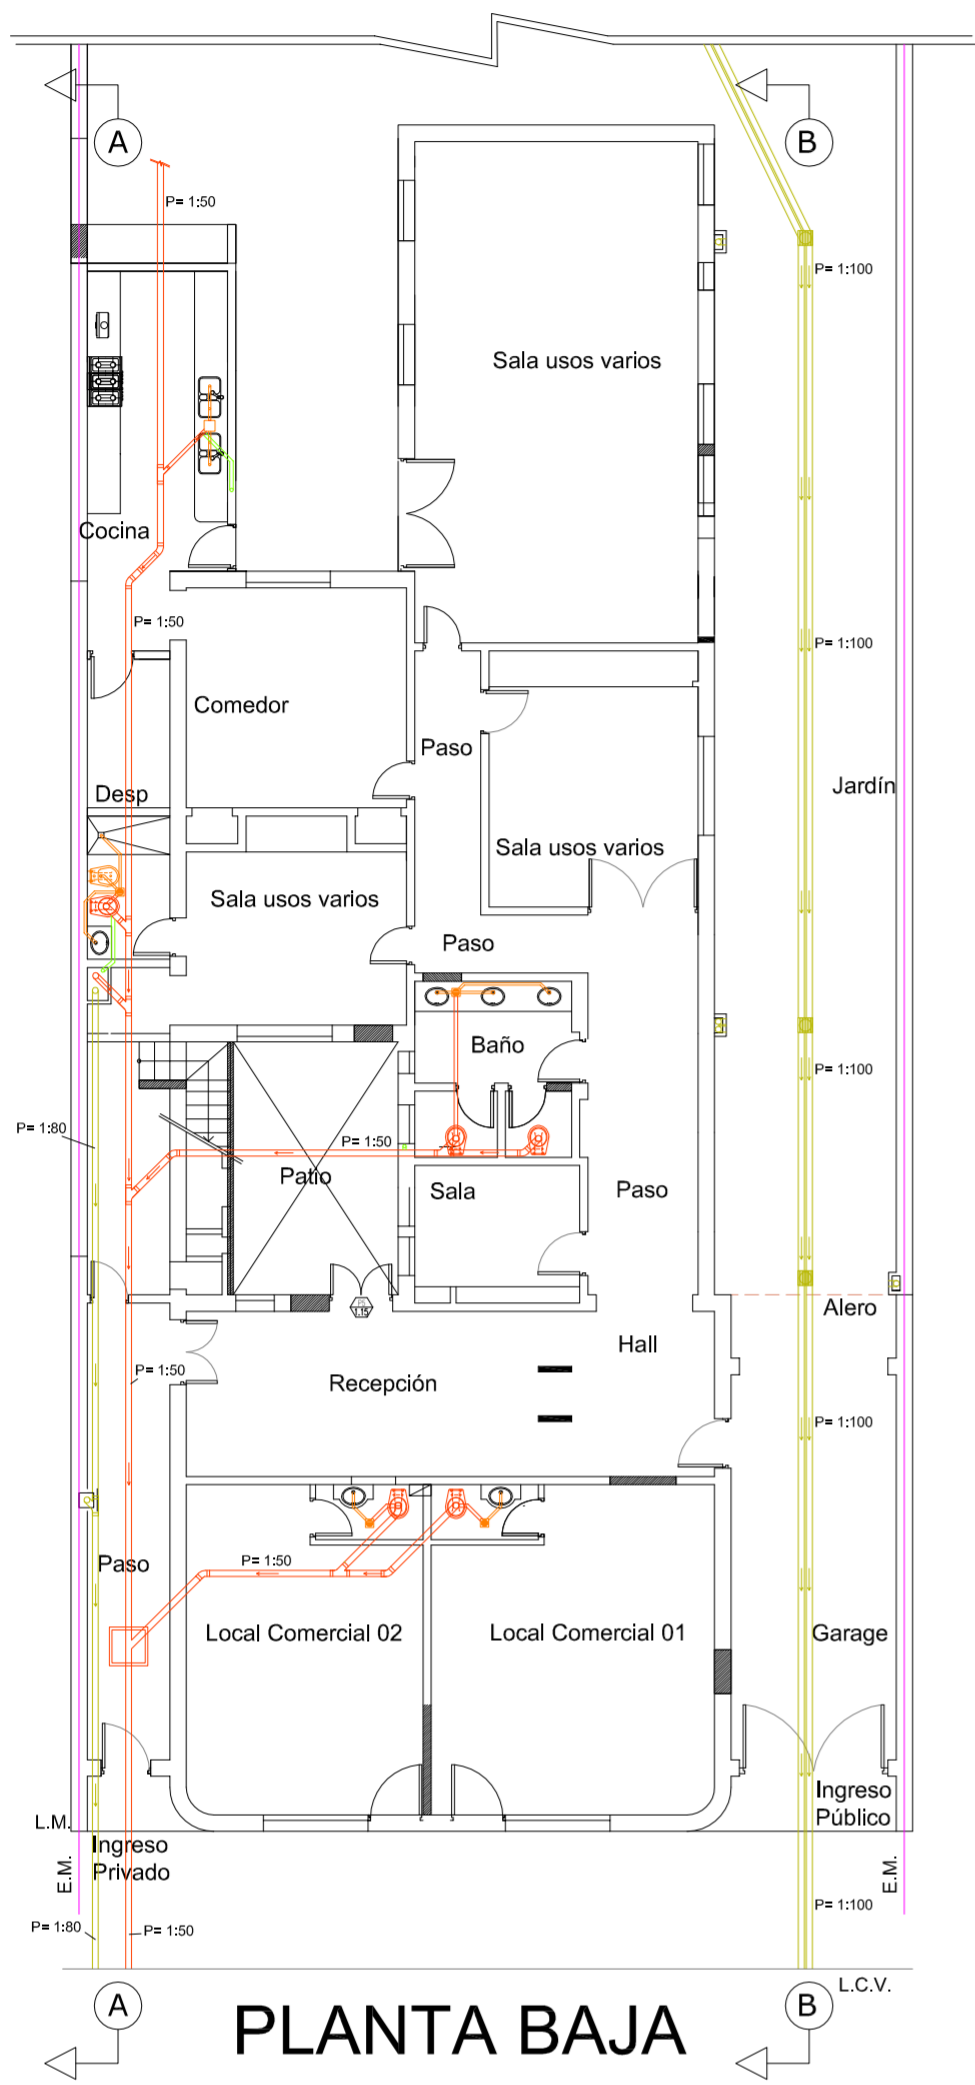 A
B
P= 1:50
P= 1:100
Sala usos varios
Cocina
P= 1:50
P= 1:100
Comedor
Paso
Jardín
Desp
Sala usos varios
Sala usos varios
Paso
Baño
P= 1:100
P= 1:80
P= 1:50
Patio
Sala
Paso
Alero
1.15
Hall
P= 1:50
Recepción
P= 1:100
P= 1:50
Paso
Local Comercial 02
Local Comercial 01
Garage
Ingreso
Público
L.M.
Ingreso
Privado
E.M.
E.M.
P= 1:100
P= 1:80
P= 1:50
L.C.V.
A
B
PLANTA BAJA